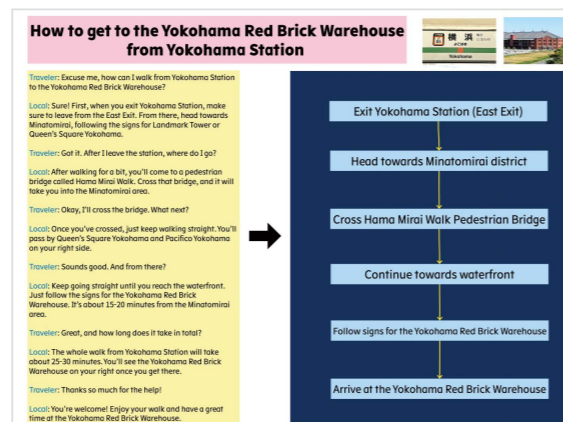 How to get to the Yokohama Red Brick Warehouse
from Yokohama Station
横浜
Yokohama
Traveler: Excuse me, how can I walk from Yokohama Station
to the Yokohama Red Brick Warehouse?
Local: Sure! First, when you exit Yokohama Station, make
sure to leave from the East Exit. From there, head towards
Minatomirai, following the signs for Landmark Tower or
Queen's Square Yokohama.
Traveler: Got it. After I leave the station, where do I go?
Local: After walking for a bit, you'll come to a pedestrian
bridge called Hama Mirai Walk. Cross that bridge, and it will
take you into the Minatomirai area.
Traveler: Okay, I'll cross the bridge. What next?
Local: Once you've crossed, just keep walking straight. You'll
pass by Queen's Square Yokohama and Pacifico Yokohama
on your right side.
Traveler: Sounds good. And from there?
Local: Keep going straight until you reach the waterfront.
Just follow the signs for the Yokohama Red Brick
Warehouse. It's about 15-20 minutes from the Minatomirai
area.
Traveler: Great, and how long does it take in total?
Local: The whole walk from Yokohama Station will take
about 25-30 minutes. You'll see the Yokohama Red Brick
Warehouse on your right once you get there.
Traveler: Thanks so much for the help!
Local: You're welcome! Enjoy your walk and have a great
time at the Yokohama Red Brick Warehouse.
Exit Yokohama Station (East Exit)
Head towards Minatomirai district
Cross Hama Mirai Walk Pedestrian Bridge
Continue towards waterfront
Follow signs for the Yokohama Red Brick Warehouse
Arrive at the Yokohama Red Brick Warehouse